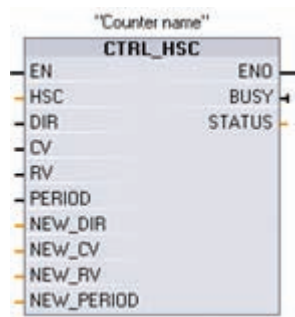 "Counter name"
CTRL_HSC
EN ENO
HSC BUSY
DIR STATUS
CV
RV
PERIOD
NEW_DIR
NEW_CV
NEW_RV
NEW_PERIOD